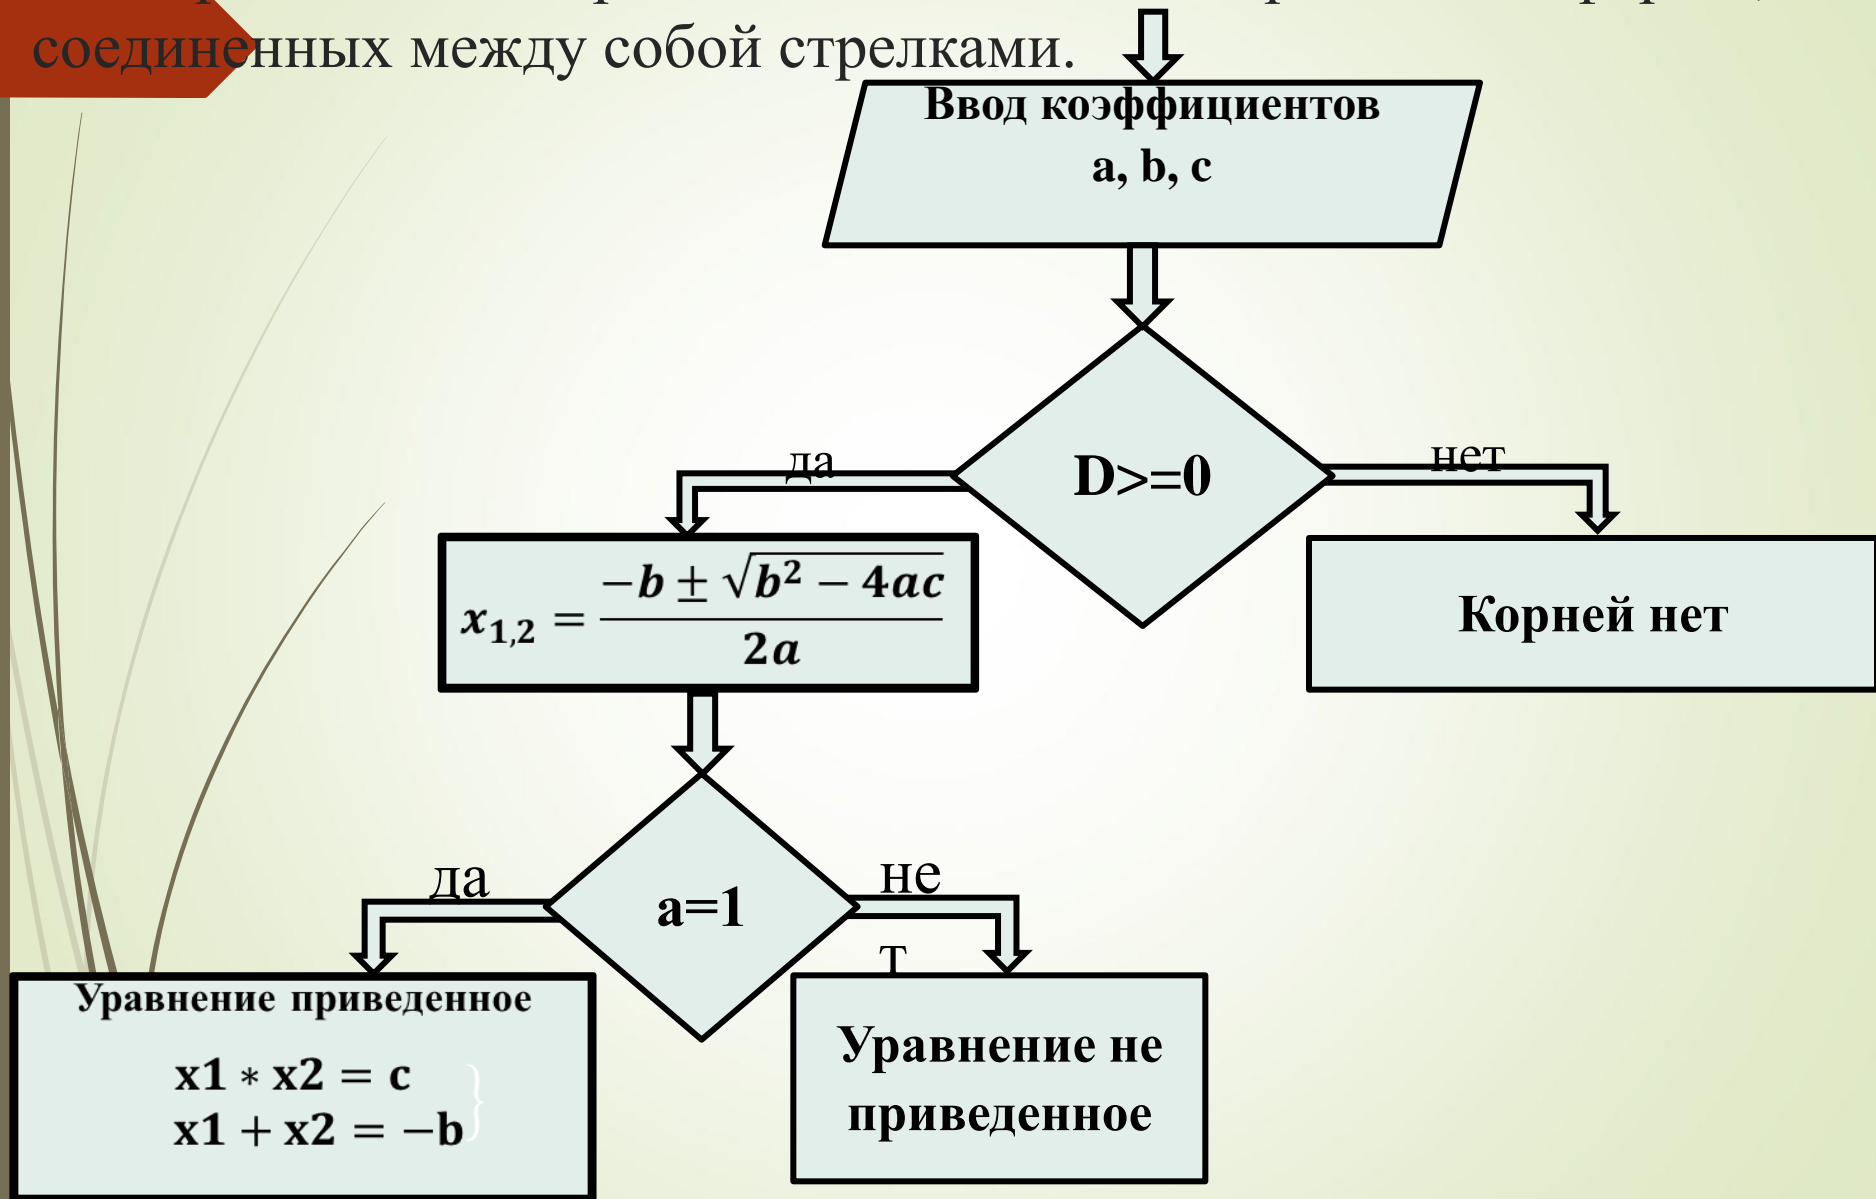 соединенных между собой стрелками.
Ввод коэффициентов
a, b, c
D>=0
да
нет
x₁,₂ = (−b ± √(b² − 4ac)) / 2a
Корней нет
a=1
да
не
т
Уравнение приведенное
x1 ∗ x2 = c
x1 + x2 = −b
}
Уравнение не
приведенное